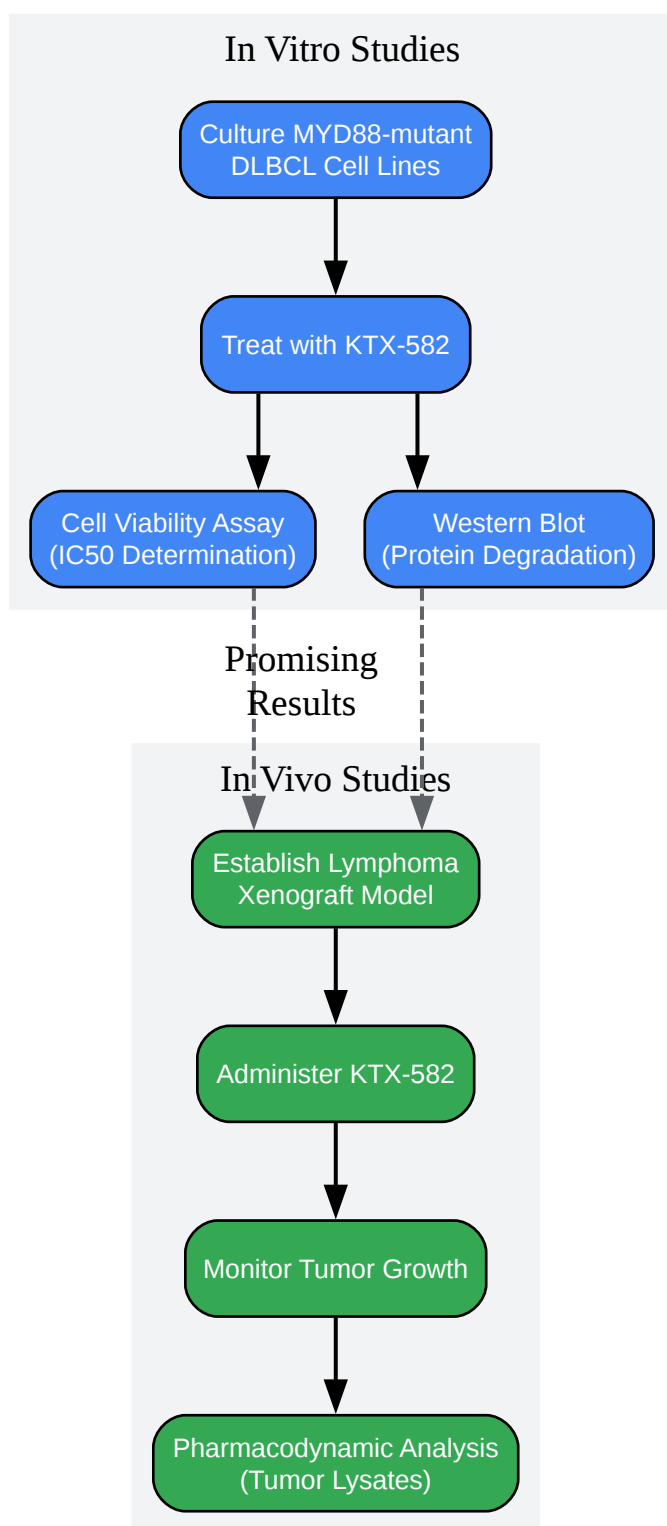 In Vitro Studies
Culture MYD88-mutant
DLBCL Cell Lines
Treat with KTX-582
Cell Viability Assay
(IC50 Determination)
Western Blot
(Protein Degradation)
Promising
Results
In Vivo Studies
Establish Lymphoma
Xenograft Model
Administer KTX-582
Monitor Tumor Growth
Pharmacodynamic Analysis
(Tumor Lysates)